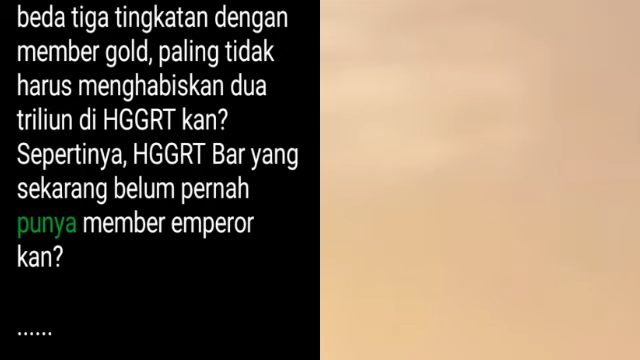 beda tiga tingkatan dengan
member gold, paling tidak
harus menghabiskan dua
triliun di HGGRT kan?
Sepertinya, HGGRT Bar yang
sekarang belum pernah
punya member emperor
kan?
......